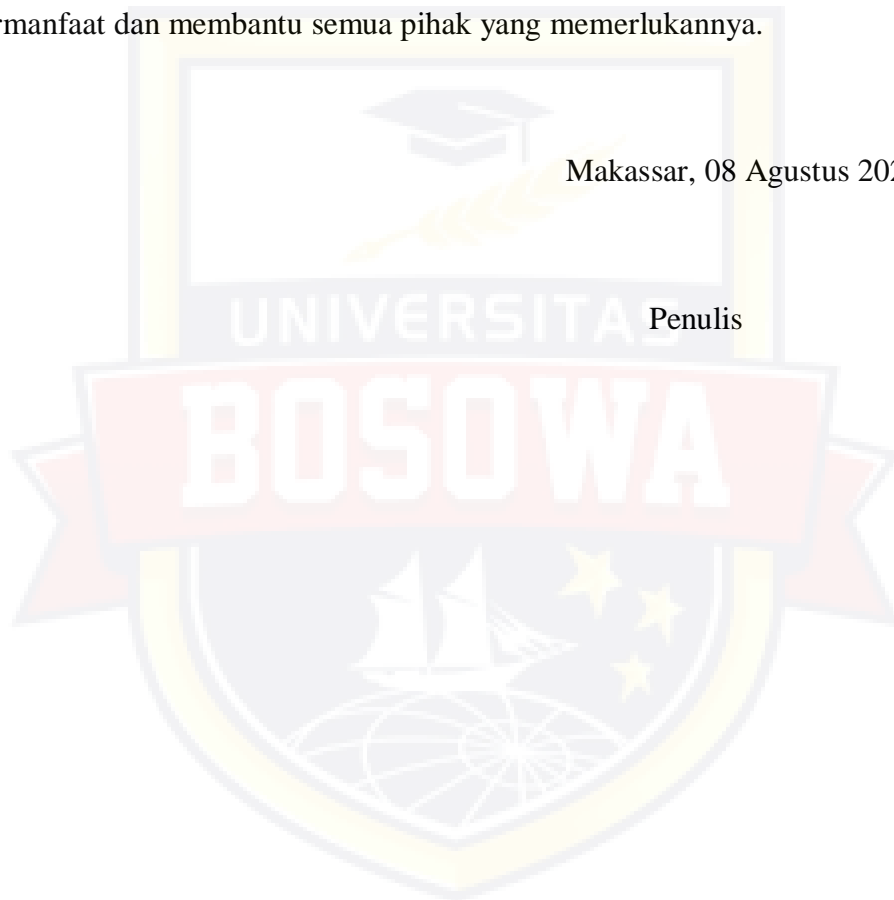 rmanfaat dan membantu semua pihak yang memerlukannya.
Makassar, 08 Agustus 202
Penulis
UNIVERSITAS
BOSOWA